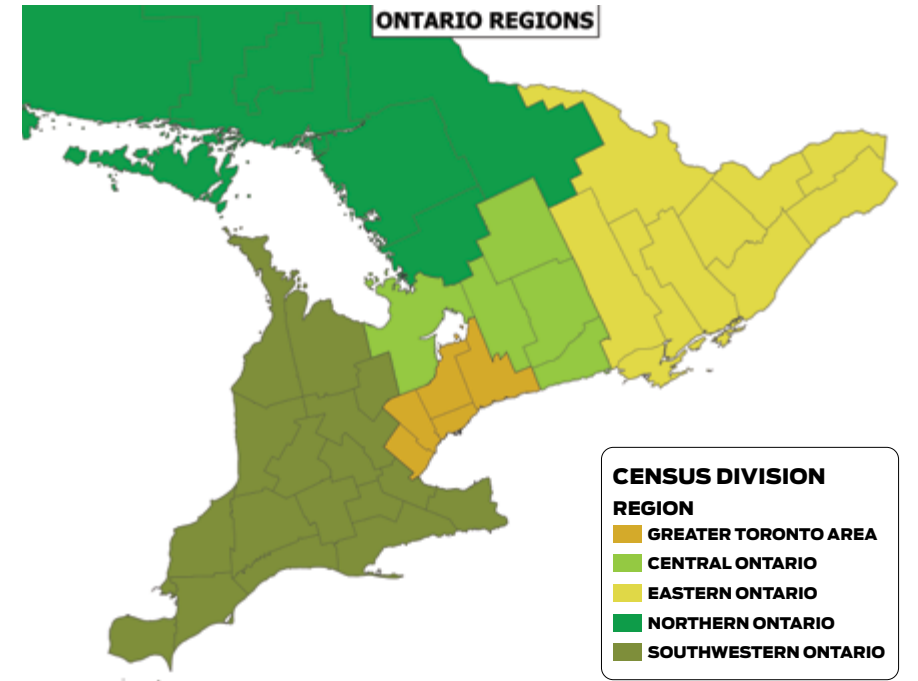 ONTARIO REGIONS
CENSUS DIVISION
REGION
GREATER TORONTO AREA
CENTRAL ONTARIO
EASTERN ONTARIO
NORTHERN ONTARIO
SOUTHWESTERN ONTARIO